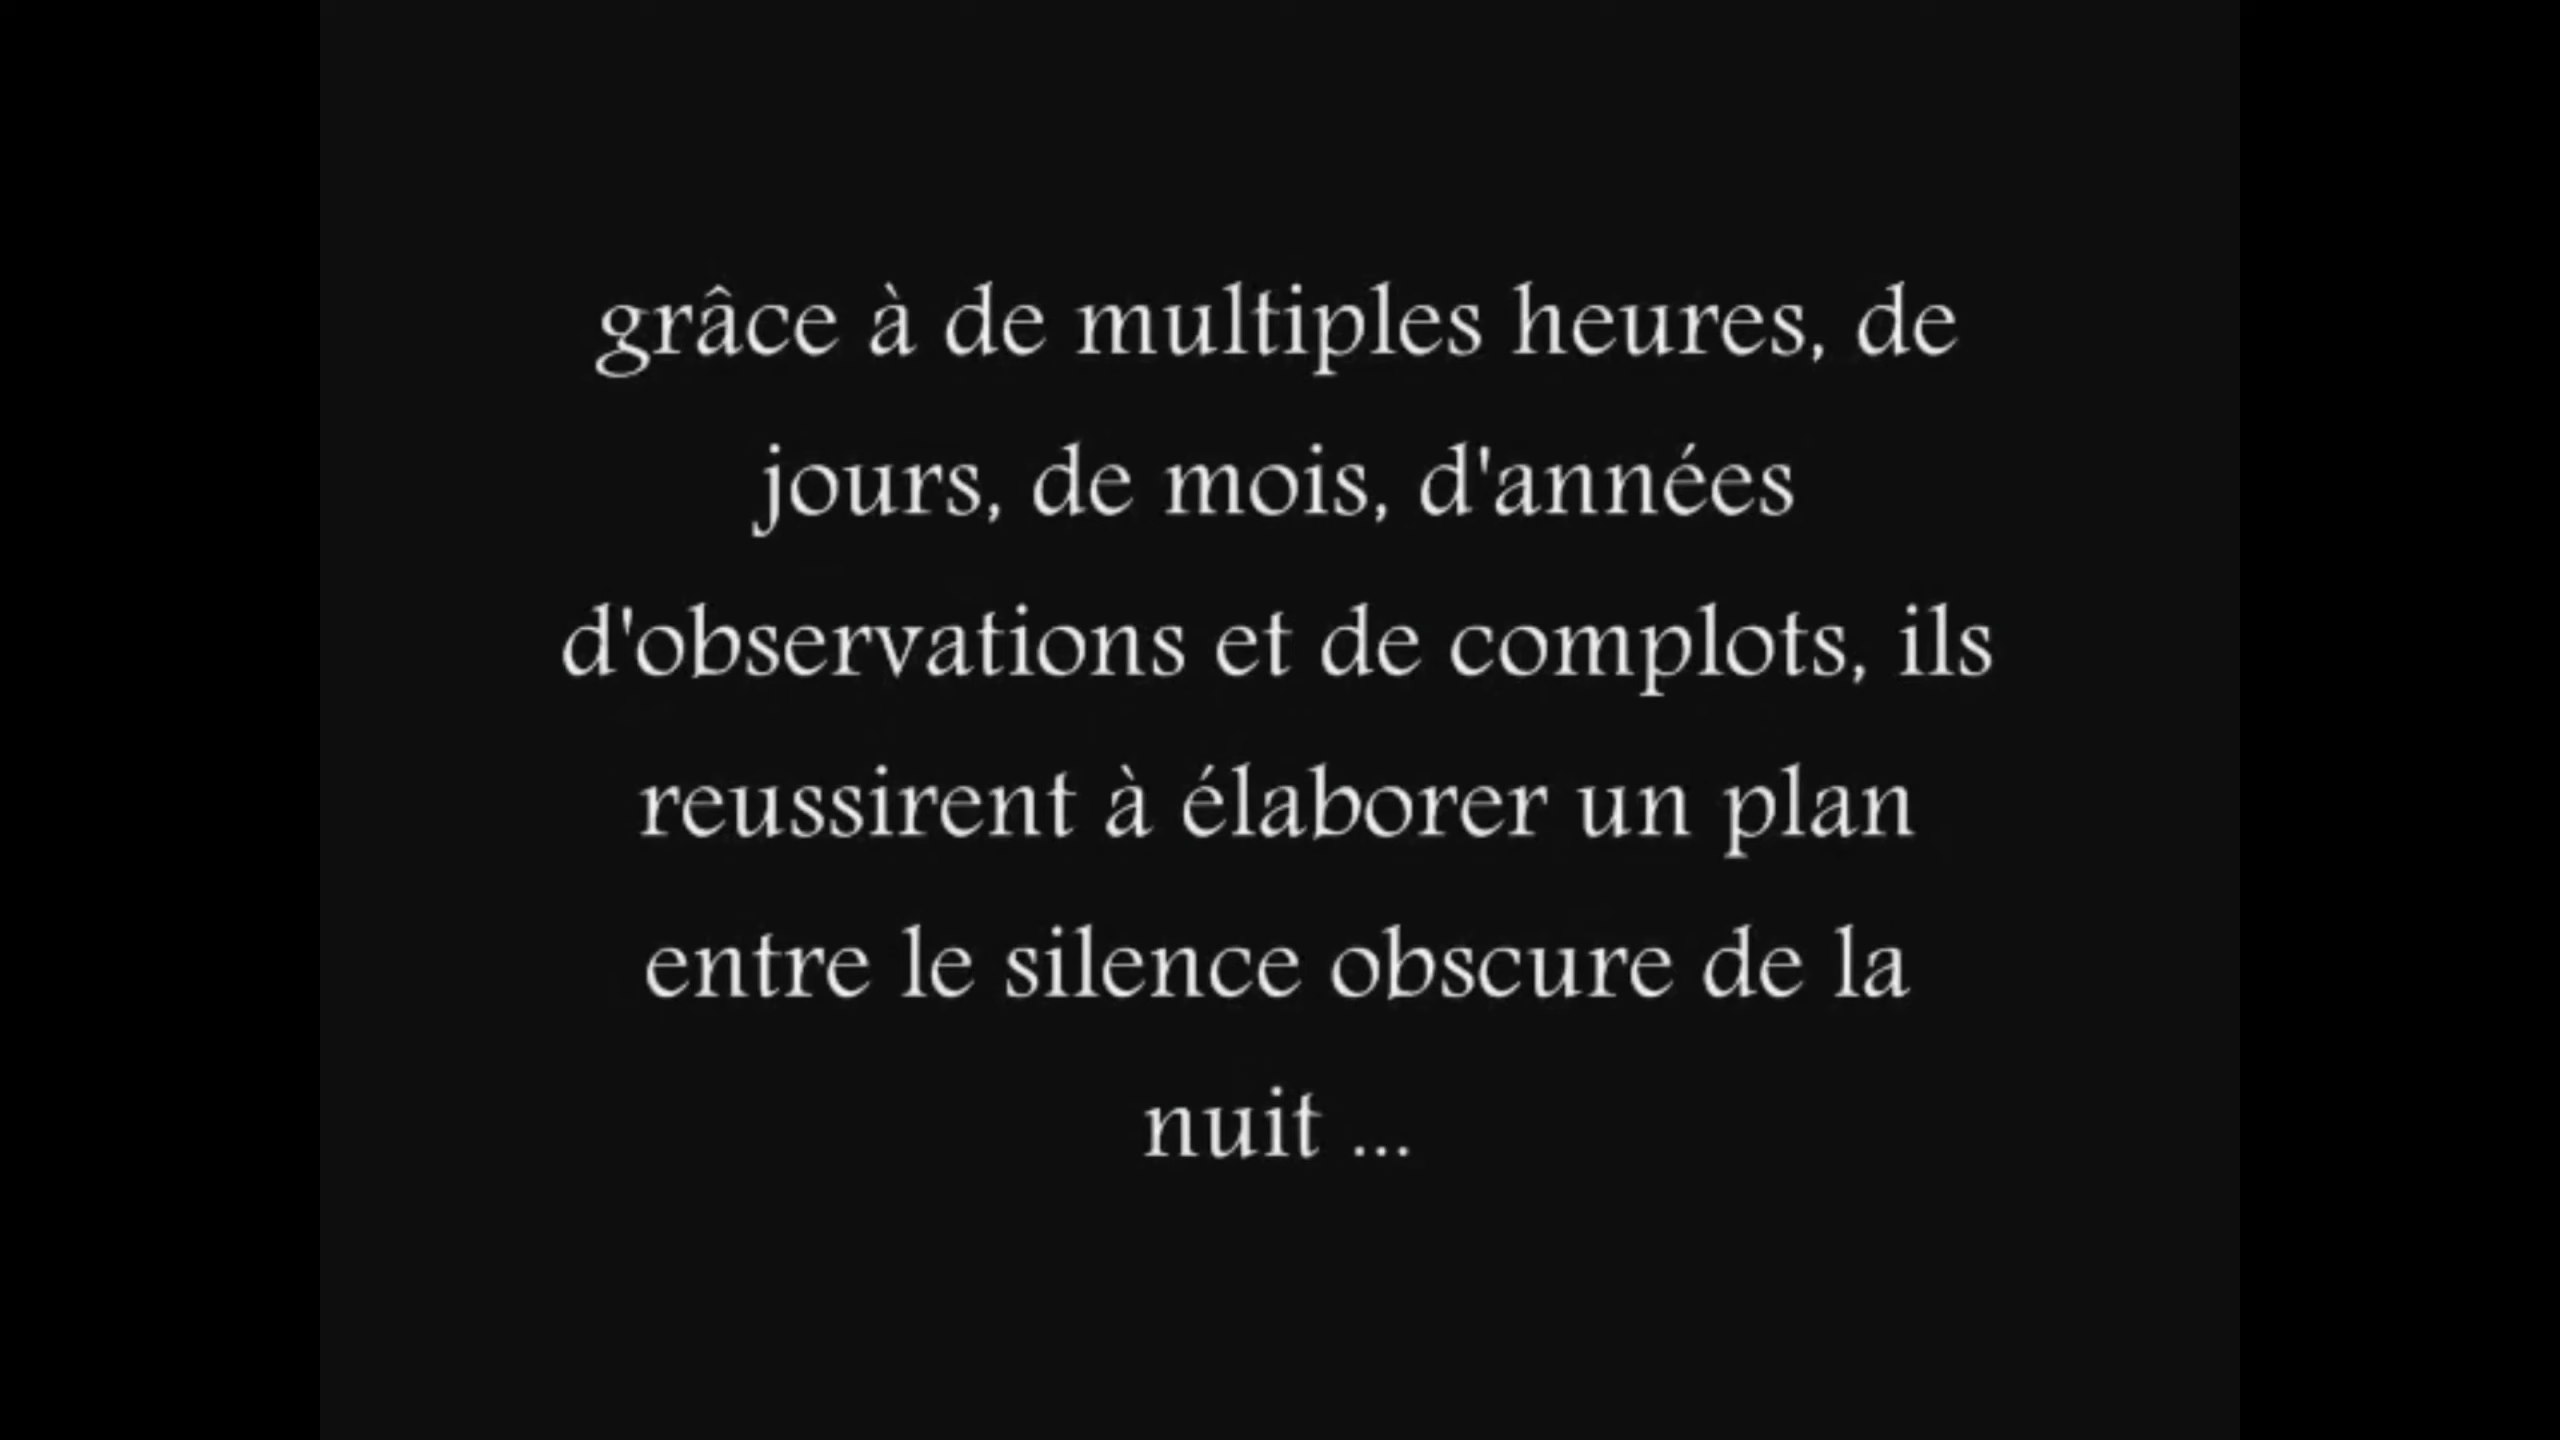 grâce à de multiples heures, de
jours, de mois, d'années
d'observations et de complots, ils
reussirent à élaborer un plan
entre le silence obscure de la
nuit ...